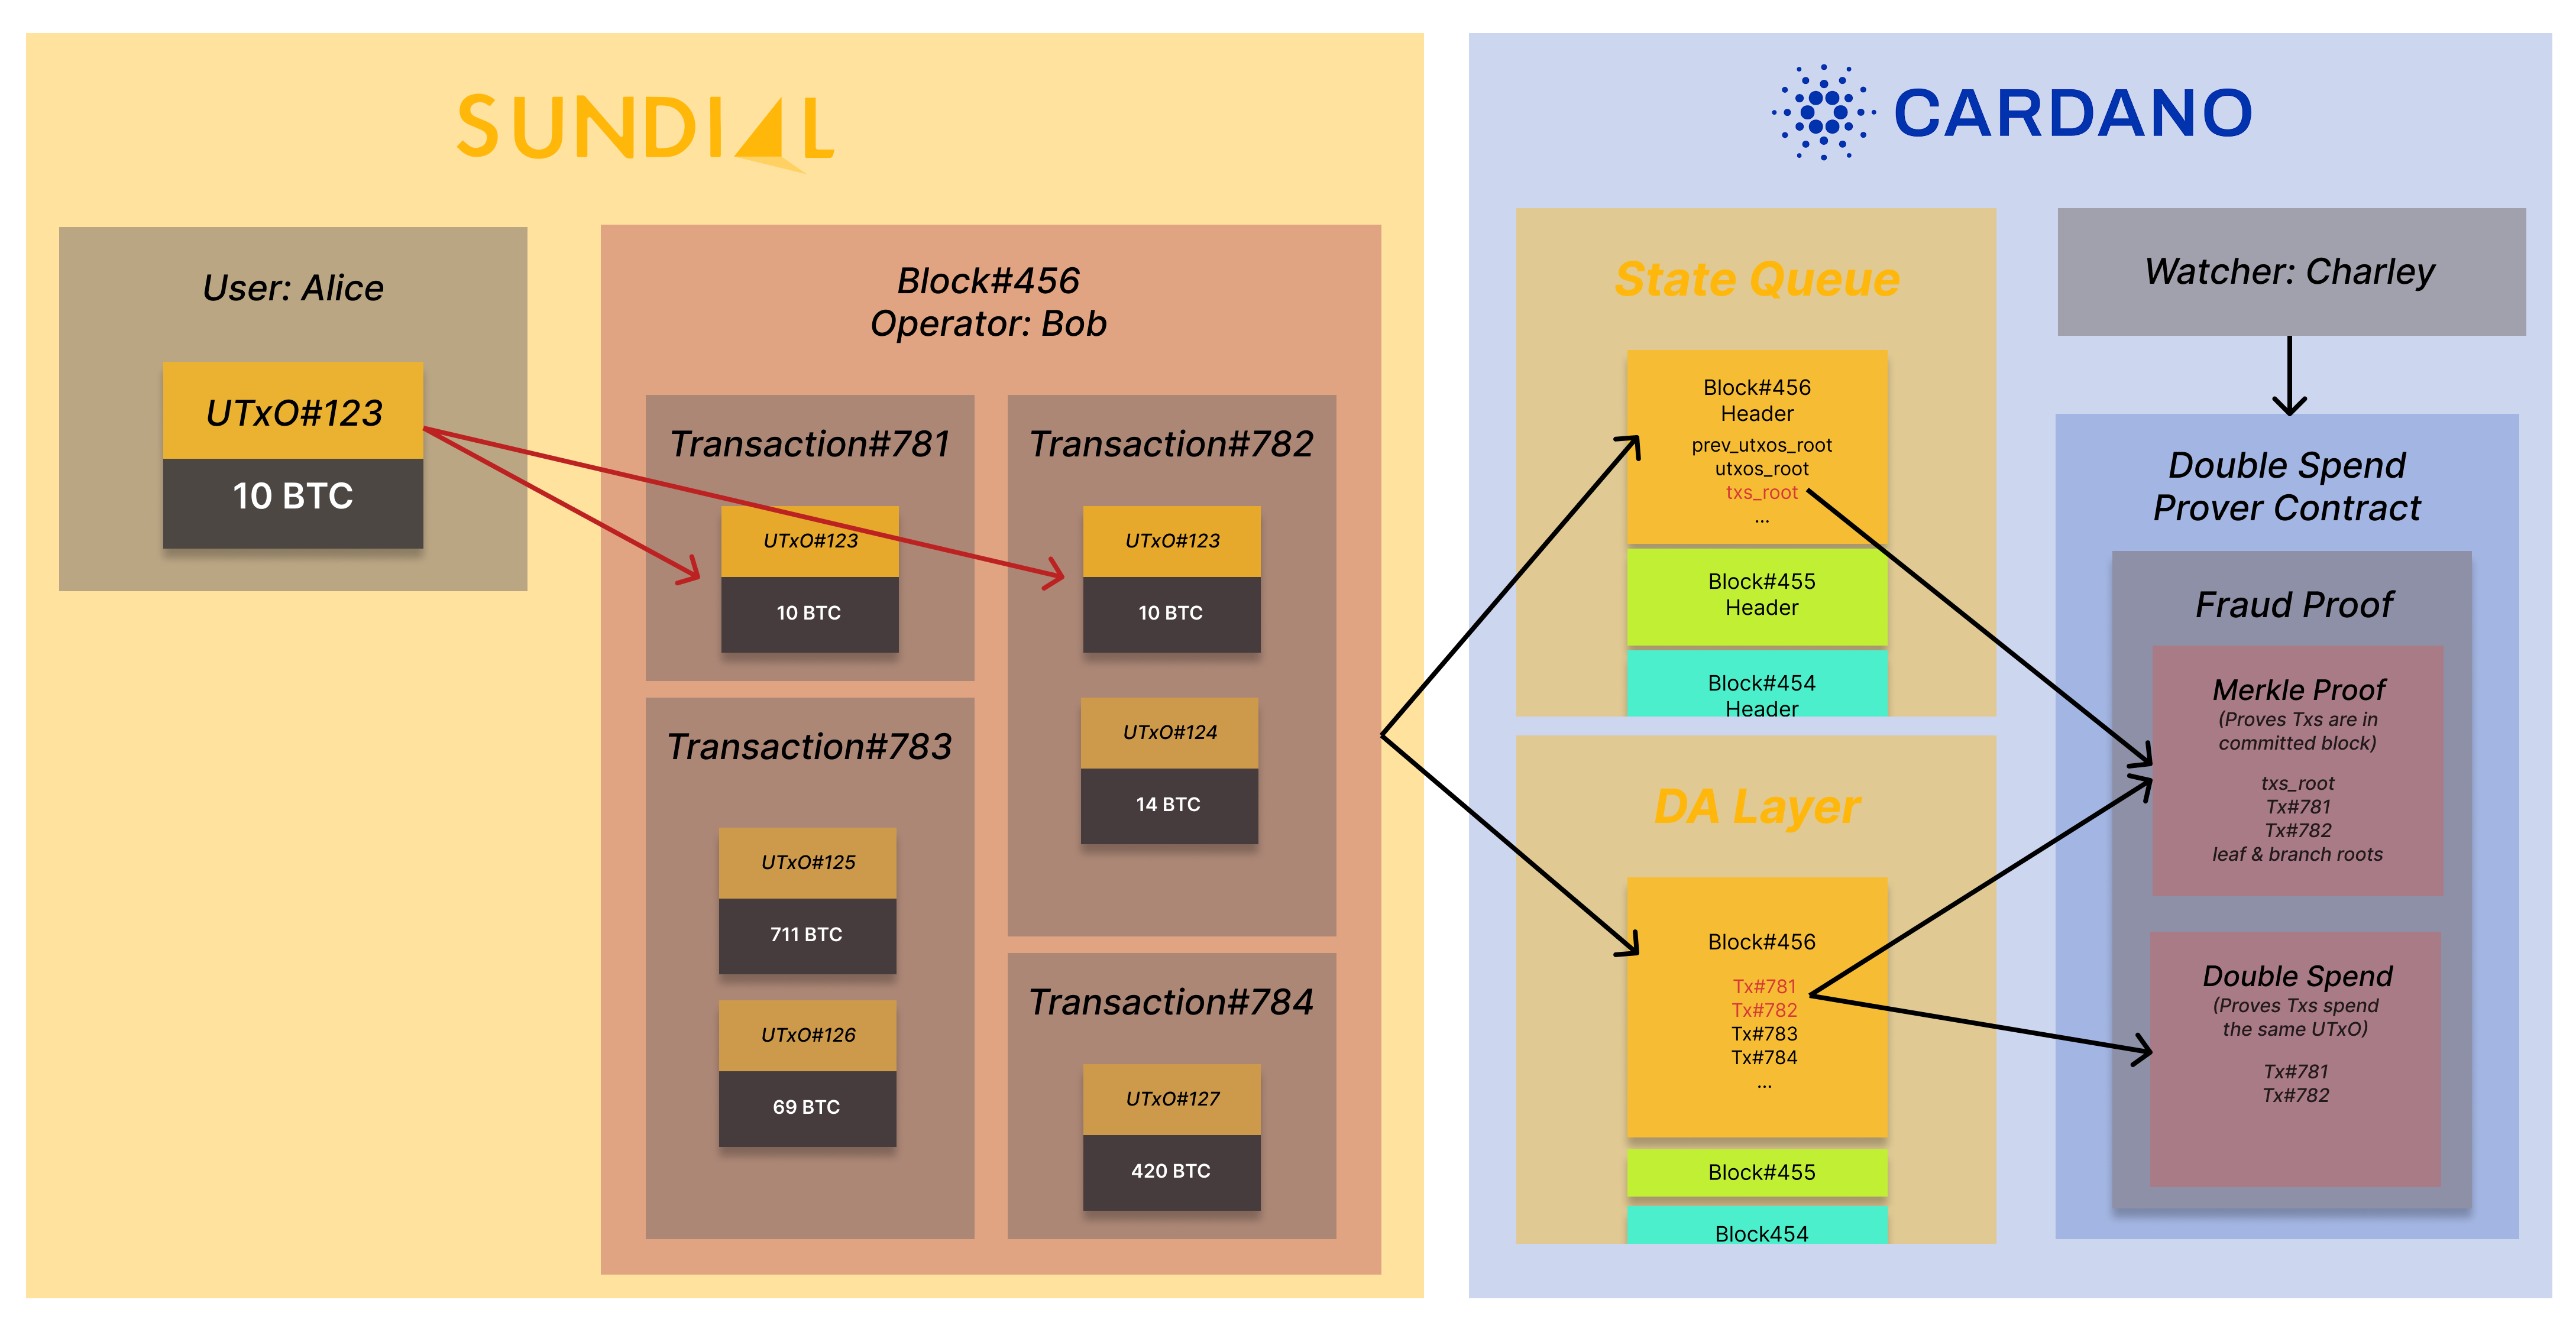 SUNDIAL
User: Alice
UTxO#123
10 BTC
Block#456
Operator: Bob
Transaction#781
UTxO#123
10 BTC
Transaction#782
UTxO#123
10 BTC
UTxO#124
14 BTC
Transaction#783
UTxO#125
711 BTC
UTxO#126
69 BTC
Transaction#784
UTxO#127
420 BTC
CARDANO
State Queue
Block#456
Header
prev_utxos_root
utxos_root
txs_root
...
Block#455
Header
Block#454
Header
DA Layer
Block#456
Tx#781
Tx#782
Tx#783
Tx#784
...
Block#455
Block454
Watcher: Charley
Double Spend
Prover Contract
Fraud Proof
Merkle Proof
(Proves Txs are in
committed block)
txs_root
Tx#781
Tx#782
leaf & branch roots
Double Spend
(Proves Txs spend
the same UTxO)
Tx#781
Tx#782